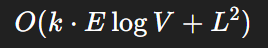 O(k · E log V + L²)